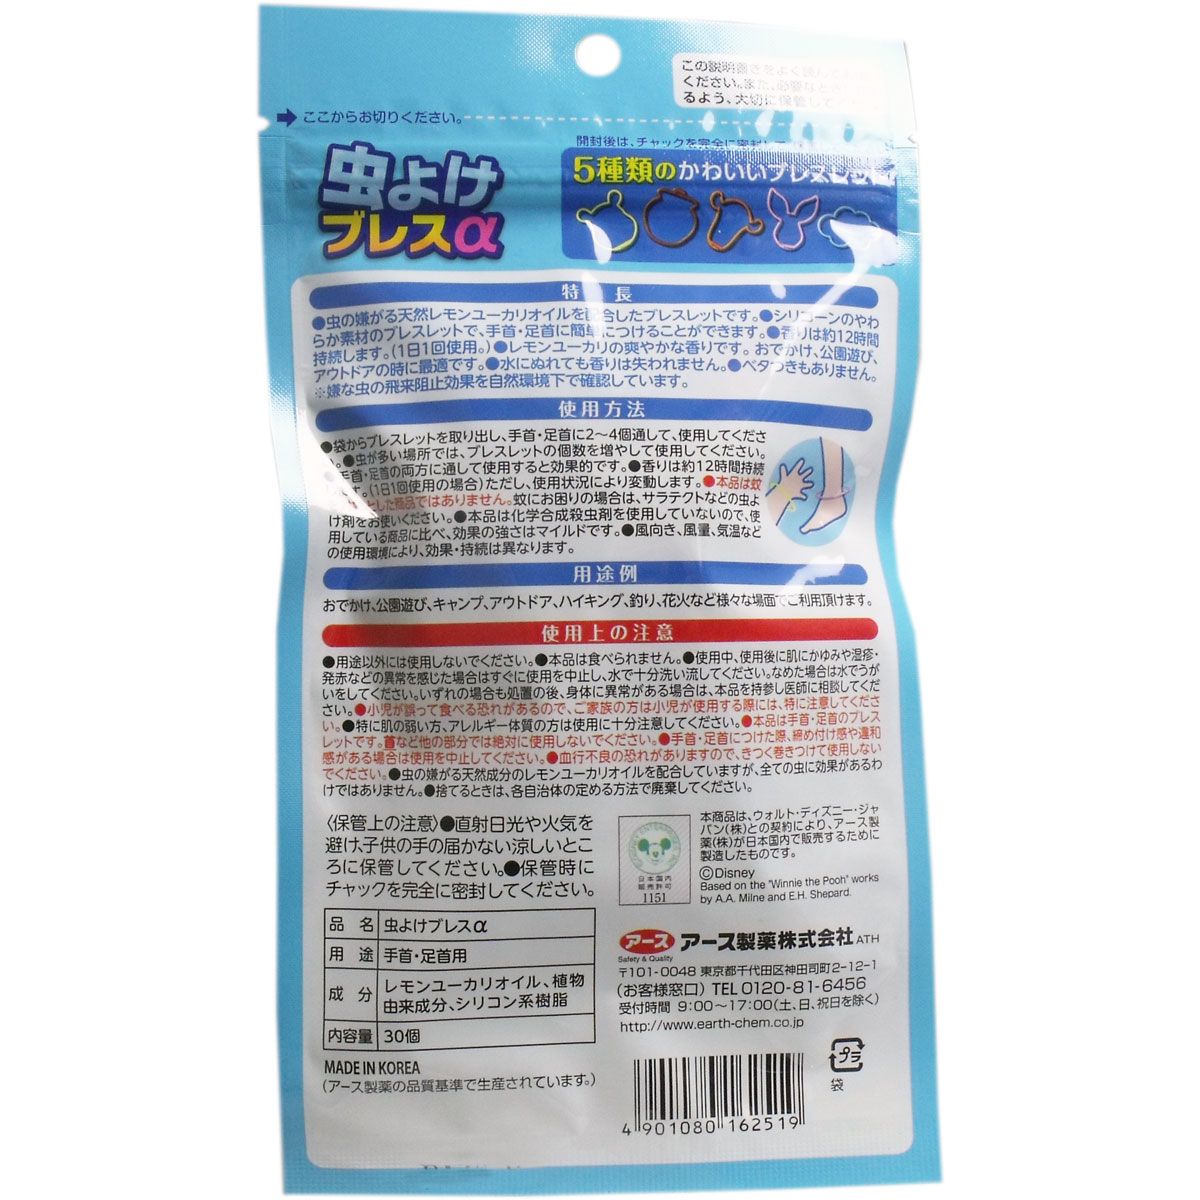 この説明書きをよく読んで
ください。また、必要なとき
るよう、大切に保管して
ここからお切りください。
開封後は、チャックを完全に密封して
虫よけ
ブレスα
5種類のかわいいブレスレット
特 長
●虫の嫌がる天然レモンユーカリオイルを配合したブレスレットです。●シリコーンのやわ
らか素材のブレスレットで、手首・足首に簡単につけることができます。●香りは約12時間
持続します。(1日1回使用。)●レモンユーカリの爽やかな香りです。おでかけ、公園遊び、
アウトドアの時に最適です。●水にぬれても香りは失われません。●ベタつきもありません。
※嫌な虫の飛来阻止効果を自然環境下で確認しています。
使用方法
●袋からブレスレットを取り出し、手首・足首に2〜4個通して、使用してくださ
い。●虫が多い場所では、ブレスレットの個数を増やして使用してください。
●手首・足首の両方に通して使用すると効果的です。●香りは約12時間持続
ます。(1日1回使用の場合)ただし、使用状況により変動します。●本品は蚊
とした商品ではありません。蚊にお困りの場合は、サラテクトなどの虫よ
け剤をお使いください。●本品は化学合成殺虫剤を使用していないので、使
用している商品に比べ、効果の強さはマイルドです。●風向き、風量、気温など
の使用環境により、効果・持続は異なります。
用途例
おでかけ、公園遊び、キャンプ、アウトドア、ハイキング、釣り、花火など様々な場面でご利用頂けます。
使用上の注意
●用途以外には使用しないでください。●本品は食べられません。●使用中、使用後に肌にかゆみや湿疹・
発赤などの異常を感じた場合はすぐに使用を中止し、水で十分洗い流してください。なめた場合は水でうが
いをしてください。いずれの場合も処置の後、身体に異常がある場合は、本品を持参し医師に相談してくだ
さい。●小児が誤って食べる恐れがあるので、ご家族の方は小児が使用する際には、特に注意してください。
●特に肌の弱い方、アレルギー体質の方は使用に十分注意してください。●本品は手首・足首のブレス
レットです。首など他の部分では絶対に使用しないでください。●手首・足首につけた際、締め付け感や違和
感がある場合は使用を中止してください。●血行不良の恐れがありますので、きつく巻きつけて使用しない
でください。●虫の嫌がる天然成分のレモンユーカリオイルを配合していますが、全ての虫に効果があるわ
けではありません。●捨てるときは、各自治体の定める方法で廃棄してください。
〈保管上の注意〉●直射日光や火気を
避け、子供の手の届かない涼しいところ
に保管してください。●保管時に
チャックを完全に密封してください。
日本国内
販売許可
1151
本商品は、ウォルト・ディズニー・ジャ
パン(株)との契約により、アース製
薬(株)が日本国内で販売するために
製造したものです。
©Disney
Based on the "Winnie the Pooh" works
by A.A. Milne and E.H. Shepard.
品 名 虫よけブレスα
用 途 手首・足首用
成 分 レモンユーカリオイル、植物
由来成分、シリコン系樹脂
内容量 30個
MADE IN KOREA
(アース製薬の品質基準で生産されています。)
アース アース製薬株式会社 ATH
Safety & Quality
〒101-0048 東京都千代田区神田司町2-12-1
(お客様窓口) TEL 0120-81-6456
受付時間 9:00〜17:00(土、日、祝日を除く)
http://www.earth-chem.co.jp
プラ
袋
4 901080 162519